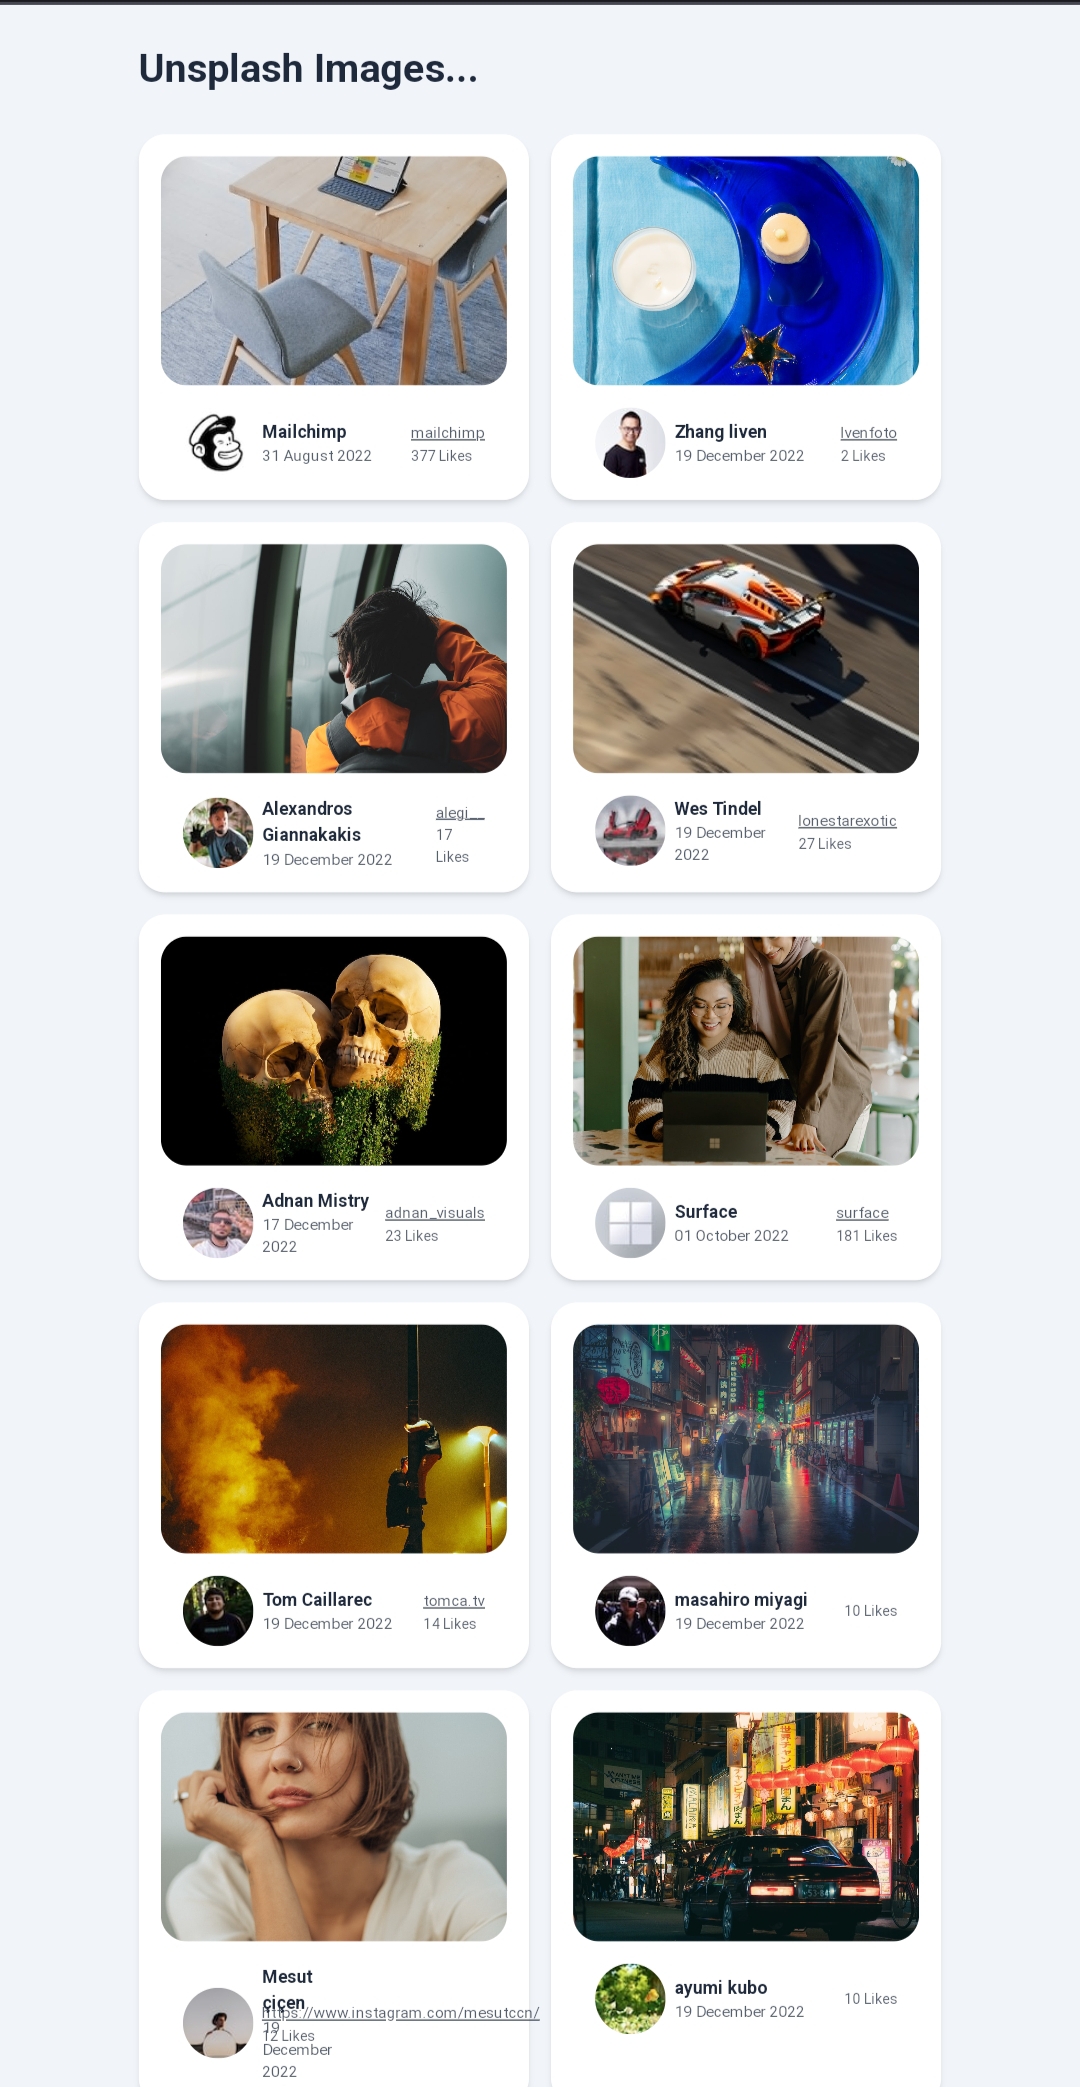 Unsplash Images...
Mailchimp
31 August 2022
mailchimp
377 Likes
Zhang liven
19 December 2022
lvenfoto
2 Likes
Alexandros
Giannakakis
19 December 2022
alegi__
17
Likes
Wes Tindel
19 December
2022
lonestarexotic
27 Likes
Adnan Mistry
17 December
2022
adnan_visuals
23 Likes
Surface
01 October 2022
surface
181 Likes
Tom Caillarec
19 December 2022
tomca.tv
14 Likes
masahiro miyagi
19 December 2022
10 Likes
Mesut
çiçen
19
December
2022
https://www.instagram.com/mesutccn/
12 Likes
ayumi kubo
19 December 2022
10 Likes